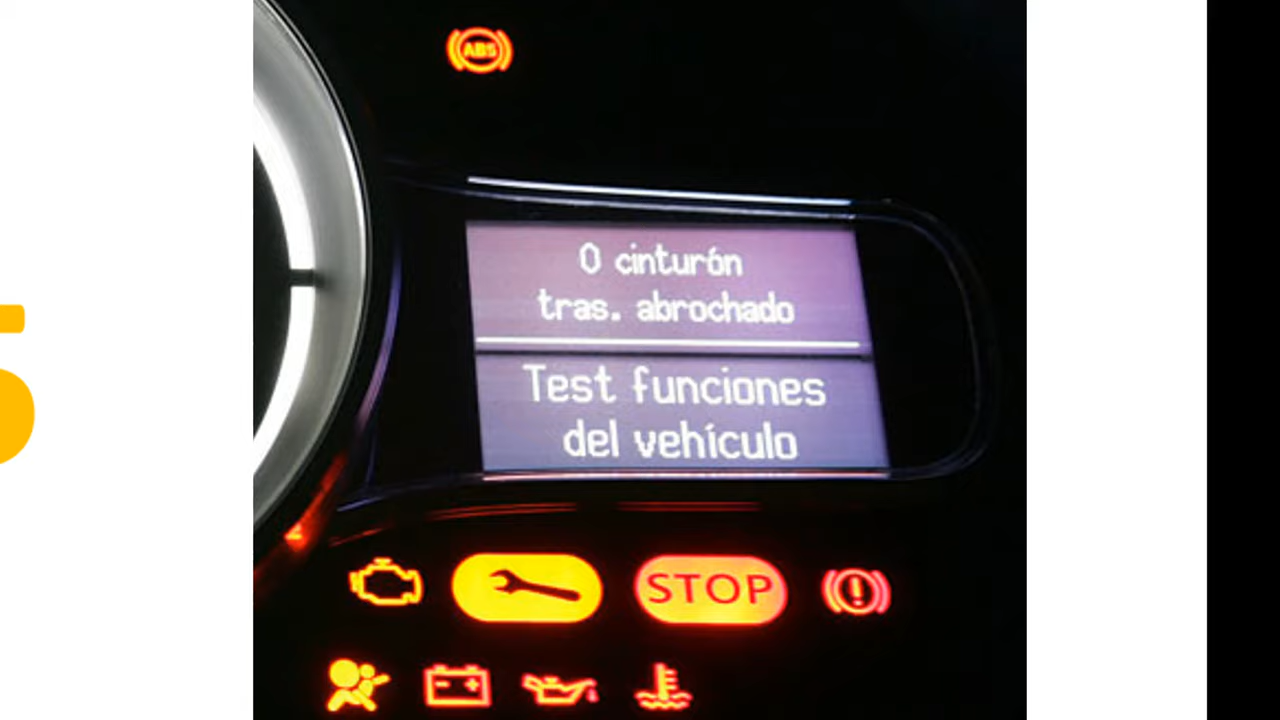 ABS
0 cinturón
tras. abrochado
Test funciones
del vehículo
STOP